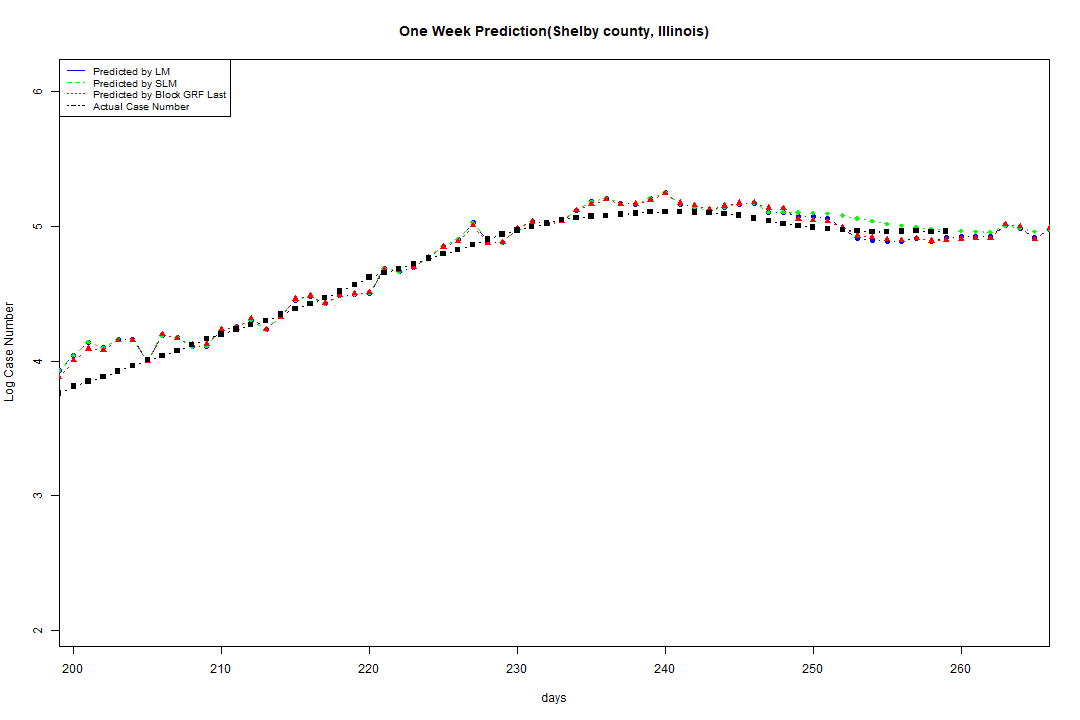 One Week Prediction(Shelby county, Illinois)
Predicted by LM
Predicted by SLM
Predicted by Block GRF Last
Actual Case Number
6
5
4
3
2
Log Case Number
200 210 220 230 240 250 260
days